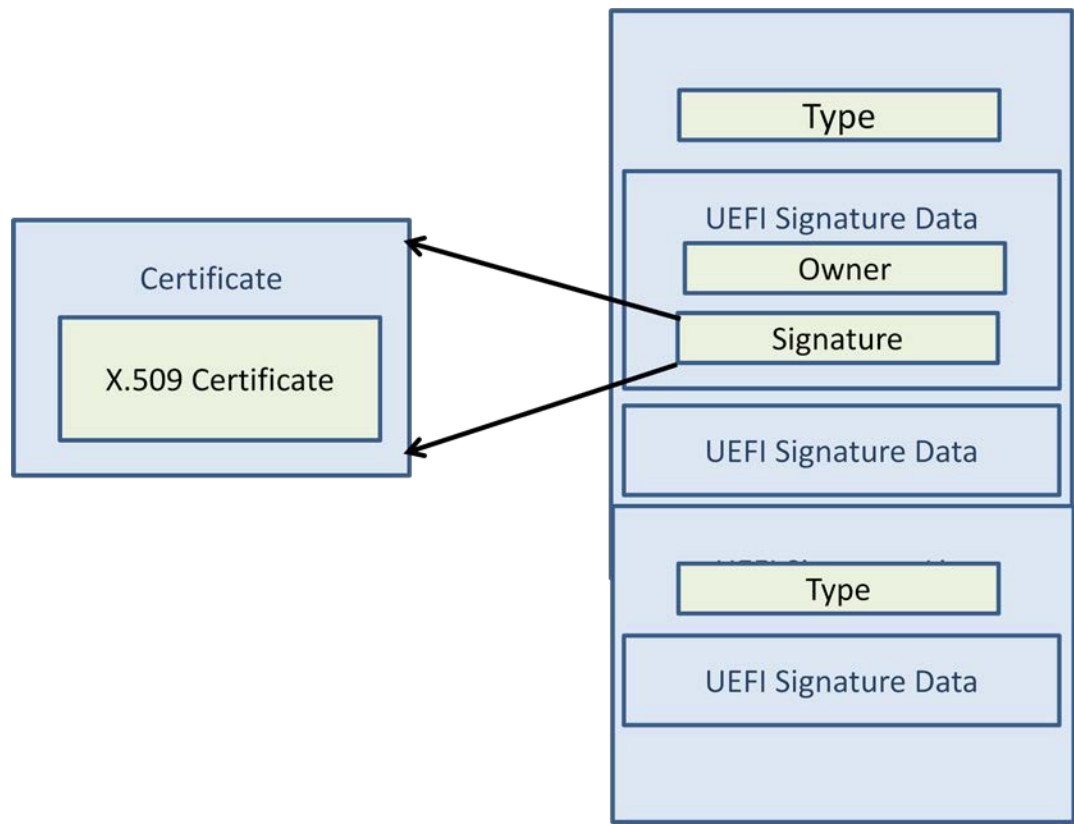 Type
UEFI Signature Data
Owner
Certificate
Signature
X.509 Certificate
UEFI Signature Data
Type
UEFI Signature Data